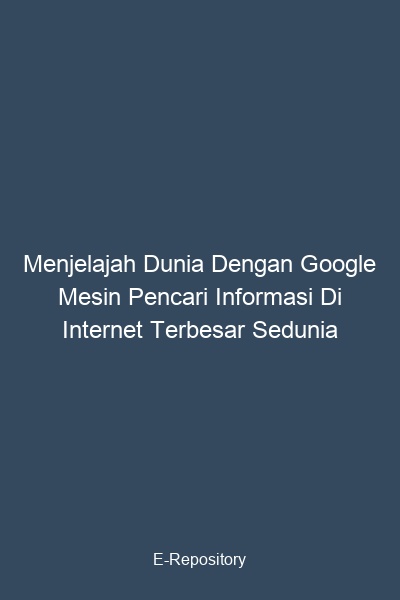 Menjelajah Dunia Dengan Google
Mesin Pencari Informasi Di
Internet Terbesar Sedunia
E-Repository